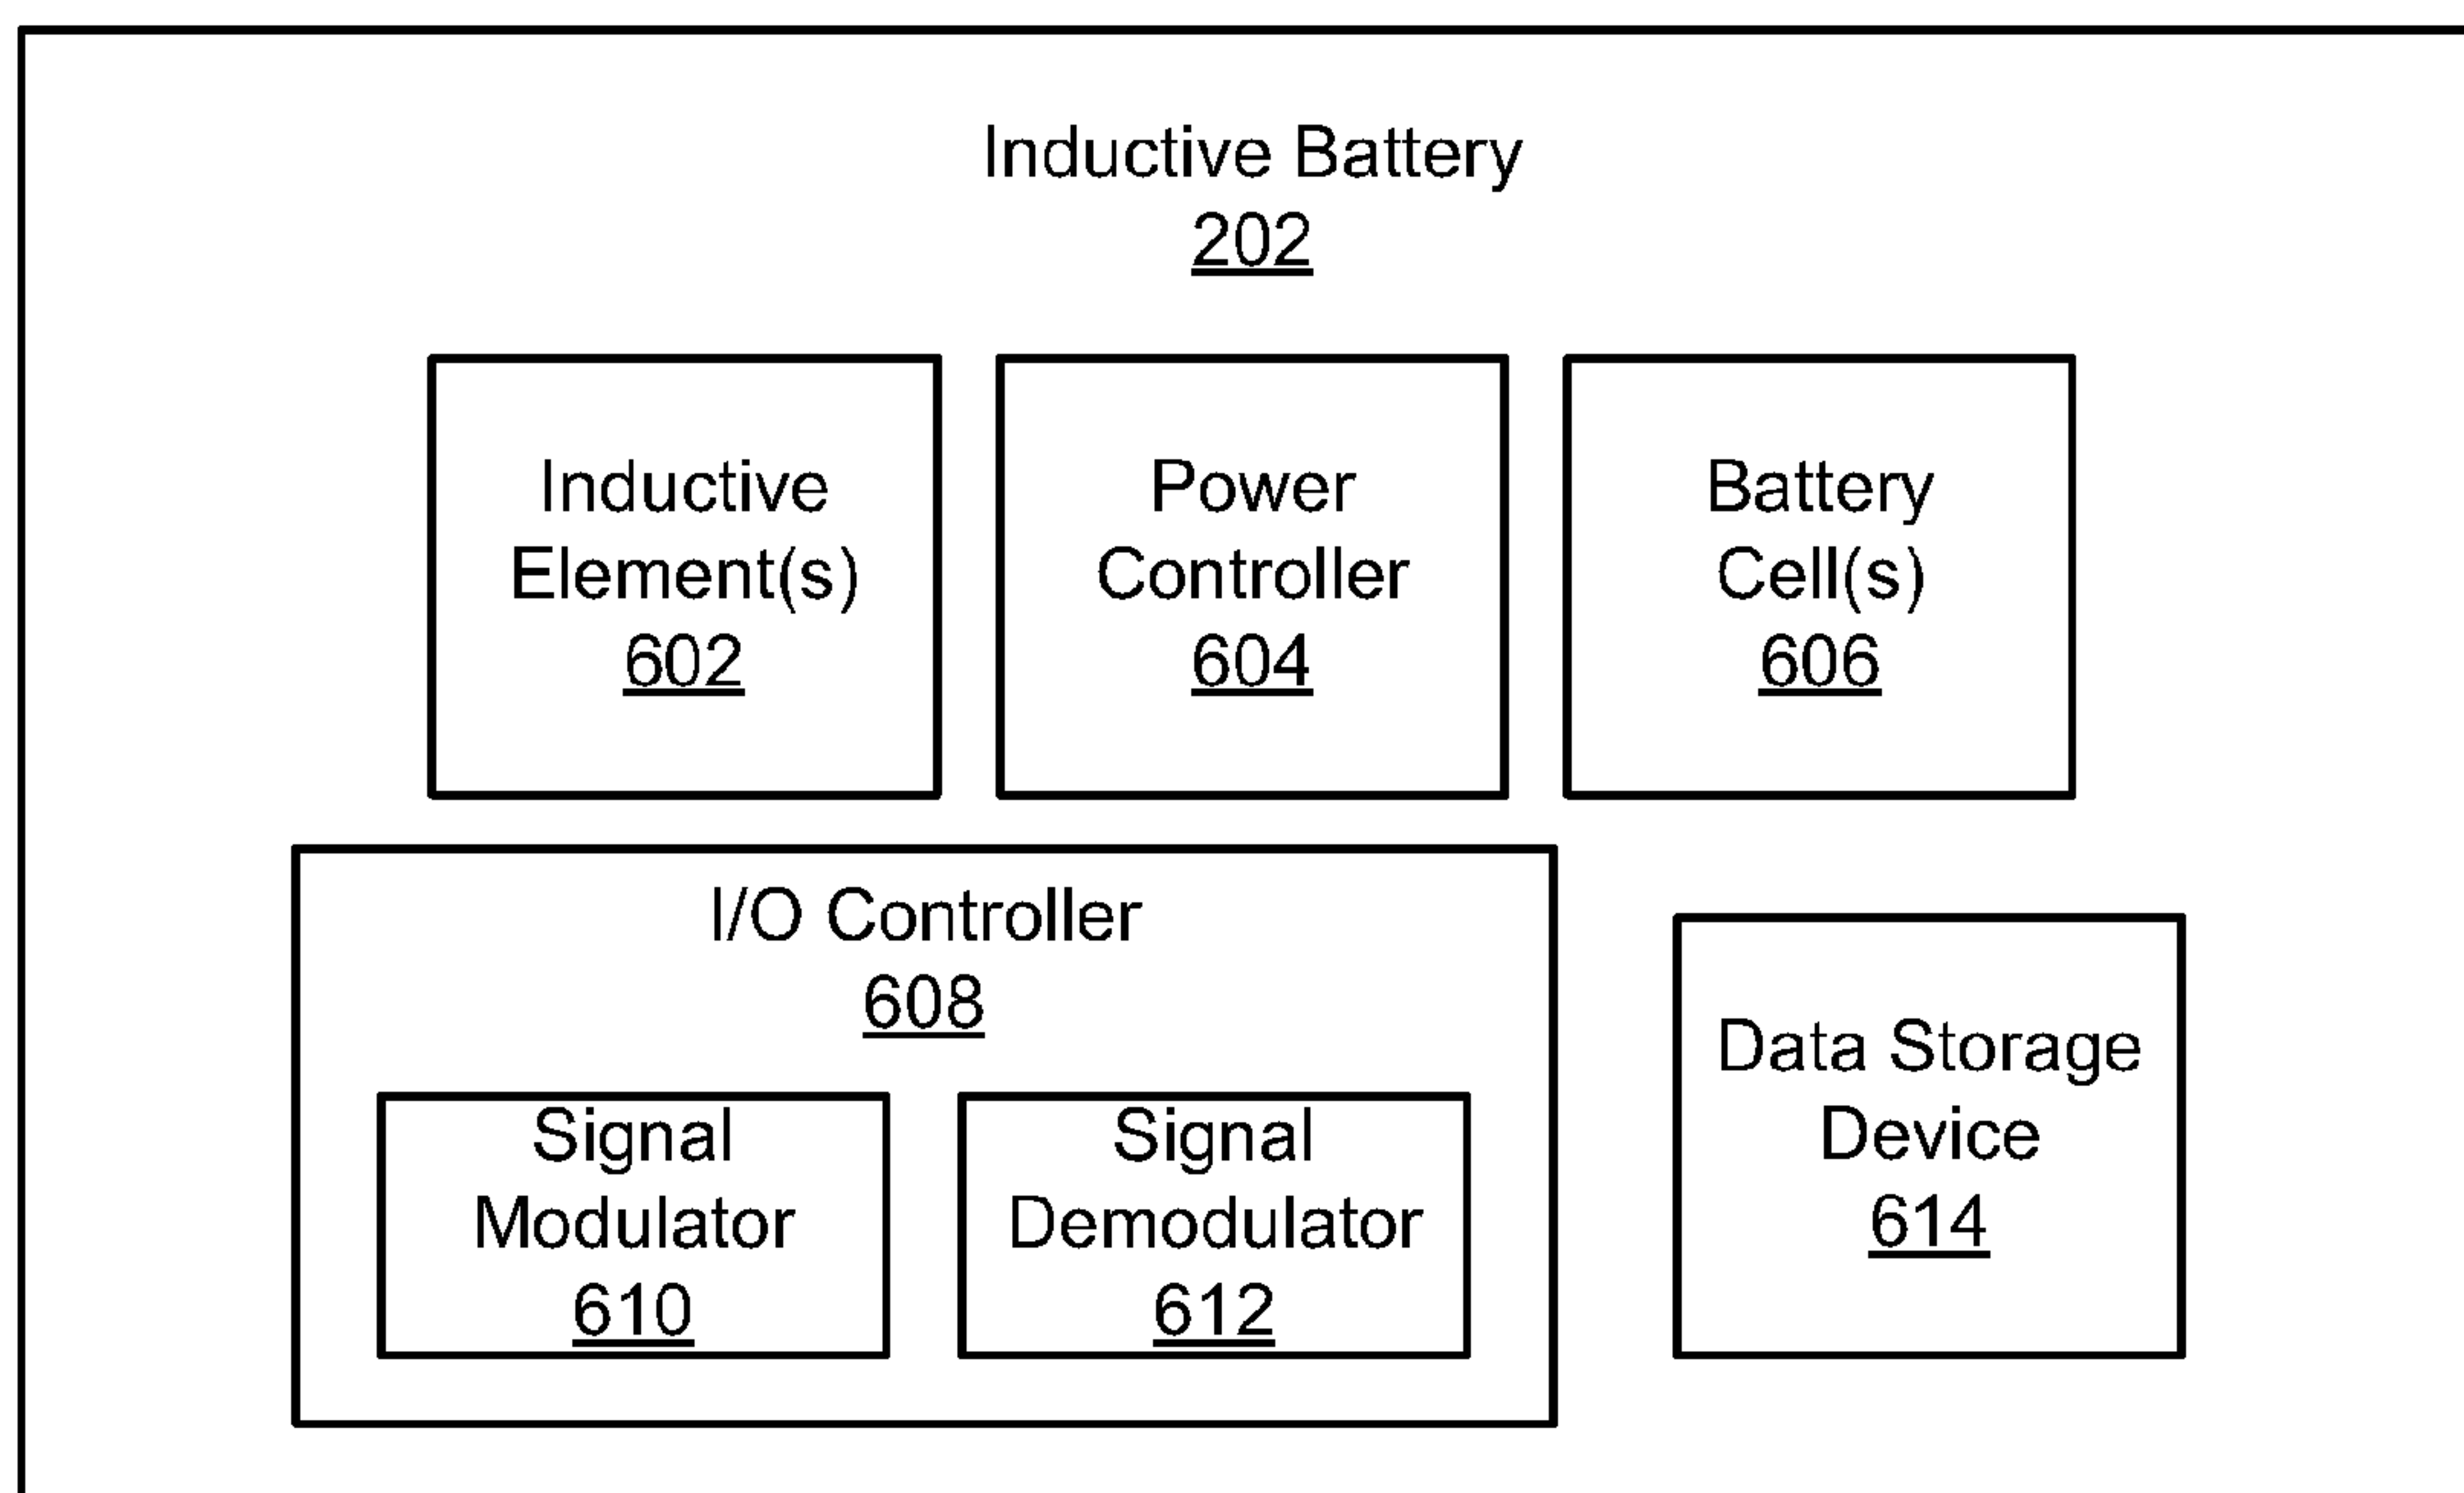 Inductive Battery
202
Inductive
Element(s)
602
Power
Controller
604
Battery
Cell(s)
606
I/O Controller
608
Signal
Modulator
610
Signal
Demodulator
612
Data Storage
Device
614